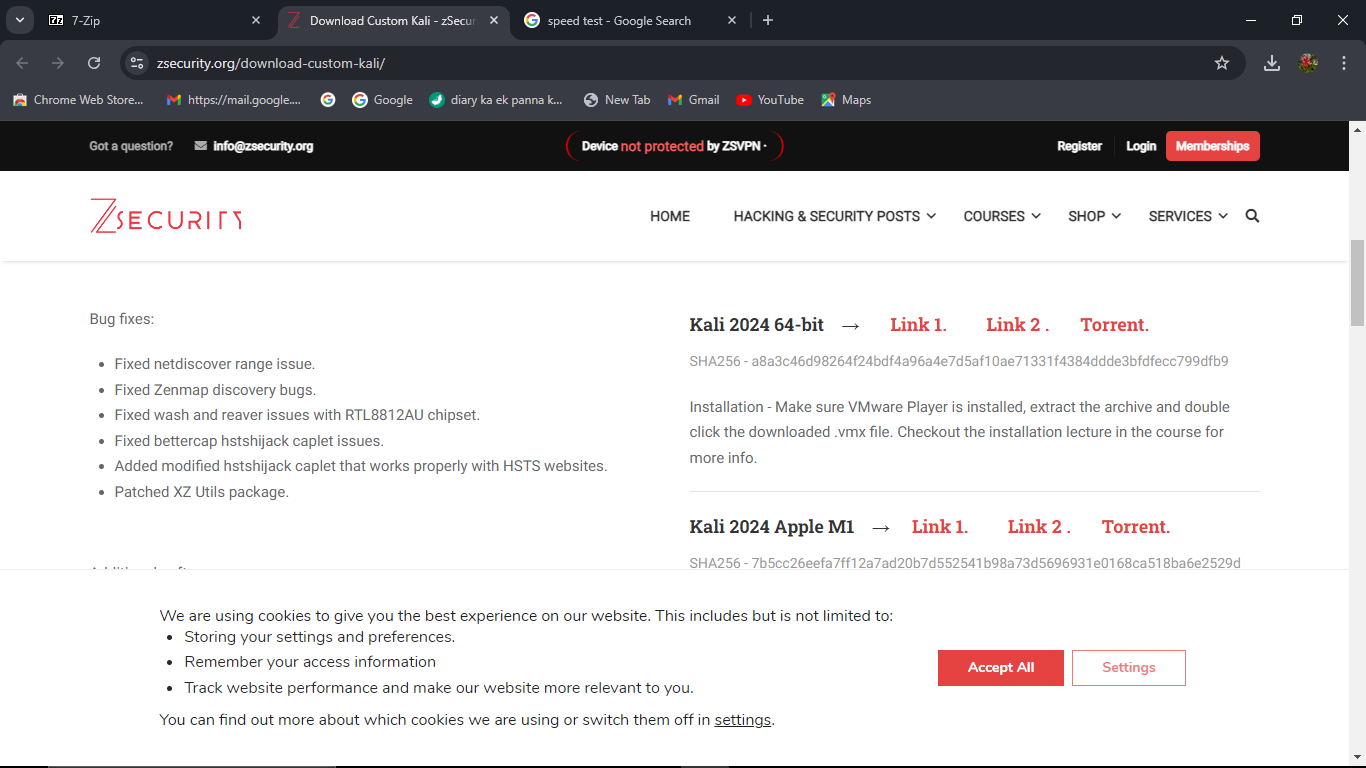 7-Zip
Download Custom Kali - zSecur
speed test - Google Search
zsecurity.org/download-custom-kali/
Chrome Web Store...
https://mail.google....
Google
diary ka ek panna k...
New Tab
Gmail
YouTube
Maps
Got a question?
info@zsecurity.org
Device not protected by ZSVPN ·
Register
Login
Memberships
ZSECURITY
HOME
HACKING & SECURITY POSTS
COURSES
SHOP
SERVICES
Bug fixes:
• Fixed netdiscover range issue.
• Fixed Zenmap discovery bugs.
• Fixed wash and reaver issues with RTL8812AU chipset.
• Fixed bettercap hstshijack caplet issues.
• Added modified hstshijack caplet that works properly with HSTS websites.
• Patched XZ Utils package.
Kali 2024 64-bit → Link 1. Link 2 . Torrent.
SHA256 - a8a3c46d98264f24bdf4a96a4e7d5af10ae71331f4384ddde3bfdfecc799dfb9
Installation - Make sure VMware Player is installed, extract the archive and double
click the downloaded .vmx file. Checkout the installation lecture in the course for
more info.
Kali 2024 Apple M1 → Link 1. Link 2 . Torrent.
SHA256 - 7b5cc26eefa7ff12a7ad20b7d552541b98a73d5696931e0168ca518ba6e2529d
We are using cookies to give you the best experience on our website. This includes but is not limited to:
• Storing your settings and preferences.
• Remember your access information
• Track website performance and make our website more relevant to you.
You can find out more about which cookies we are using or switch them off in settings.
Accept All
Settings